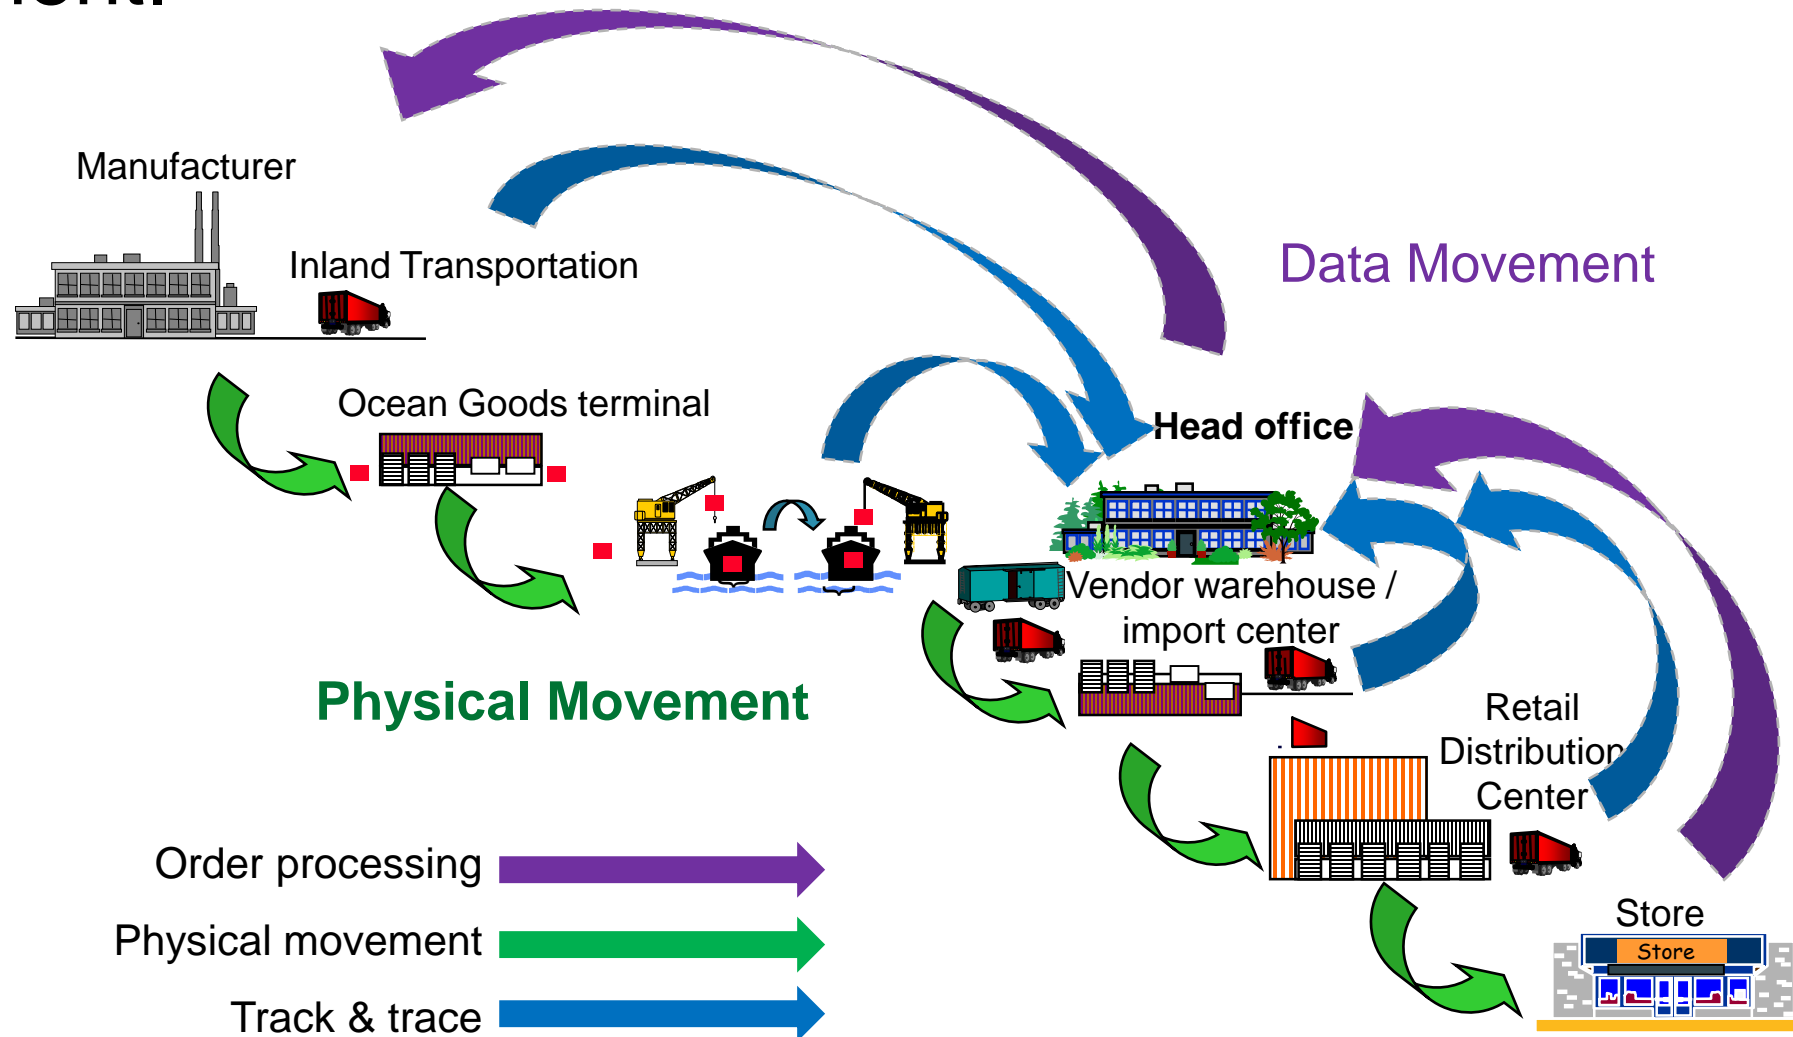 Manufacturer
Inland Transportation
Data Movement
Ocean Goods terminal
Head office
Vendor warehouse /
import center
Physical Movement
Retail
Distribution
Center
Order processing
Physical movement
Track & trace
Store
Store